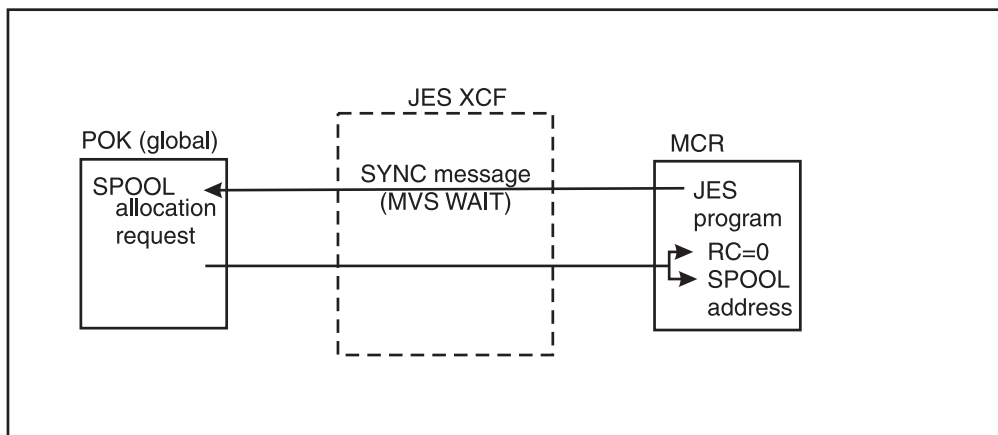 JES XCF
POK (global)
SPOOL
allocation
request
SYNC message
(MVS WAIT)
MCR
JES
program
RC=0
SPOOL
address